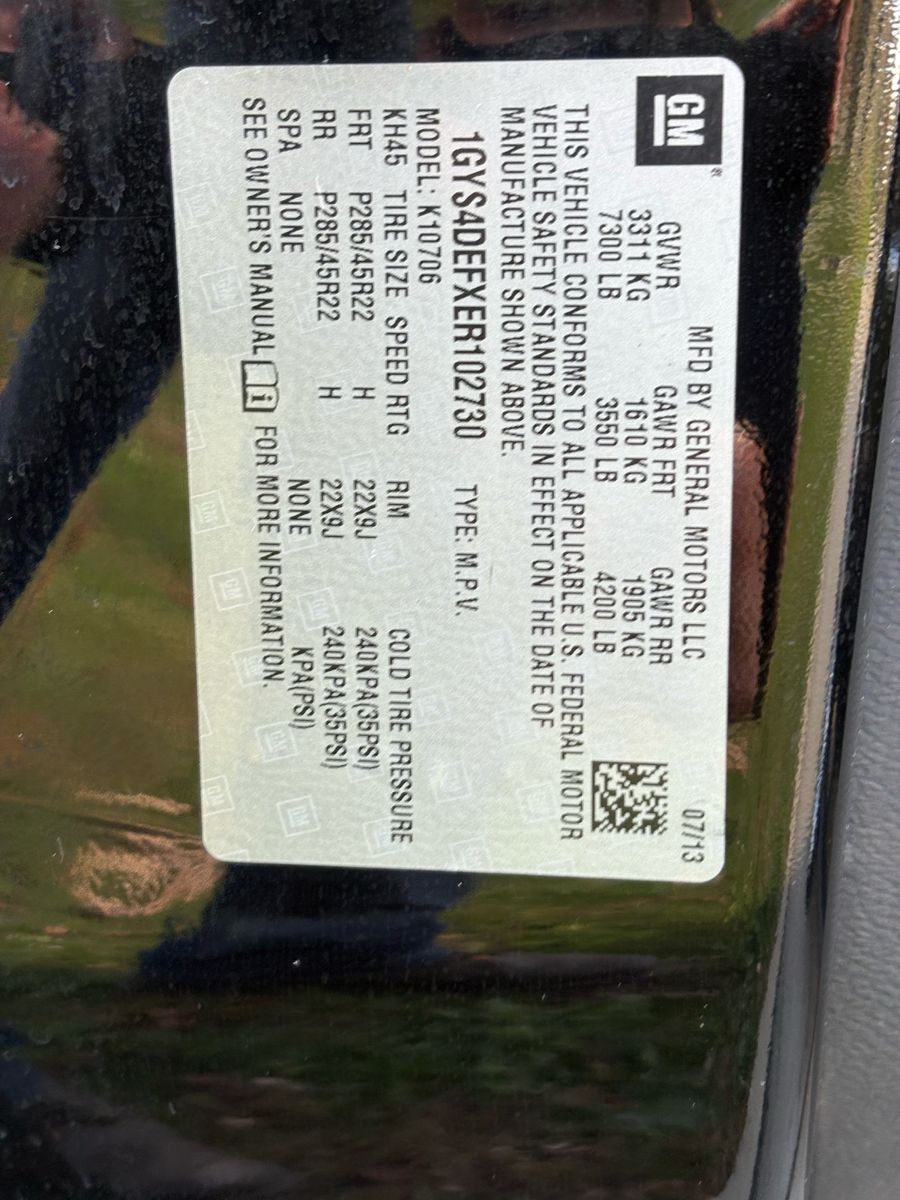 GM
MFD BY GENERAL MOTORS LLC 07/13
GVWR GAWR FRT GAWR RR
3311 KG 1610 KG 1905 KG
7300 LB 3550 LB 4200 LB
THIS VEHICLE CONFORMS TO ALL APPLICABLE U.S. FEDERAL MOTOR
VEHICLE SAFETY STANDARDS IN EFFECT ON THE DATE OF
MANUFACTURE SHOWN ABOVE.
1GYS4DEFXER102730 TYPE: M.P.V.
MODEL: K10706
KH45 TIRE SIZE SPEED RTG RIM COLD TIRE PRESSURE
FRT P285/45R22 H 22X9J 240KPA(35PSI)
RR P285/45R22 H 22X9J 240KPA(35PSI)
SPA NONE NONE KPA(PSI)
SEE OWNER'S MANUAL i FOR MORE INFORMATION.